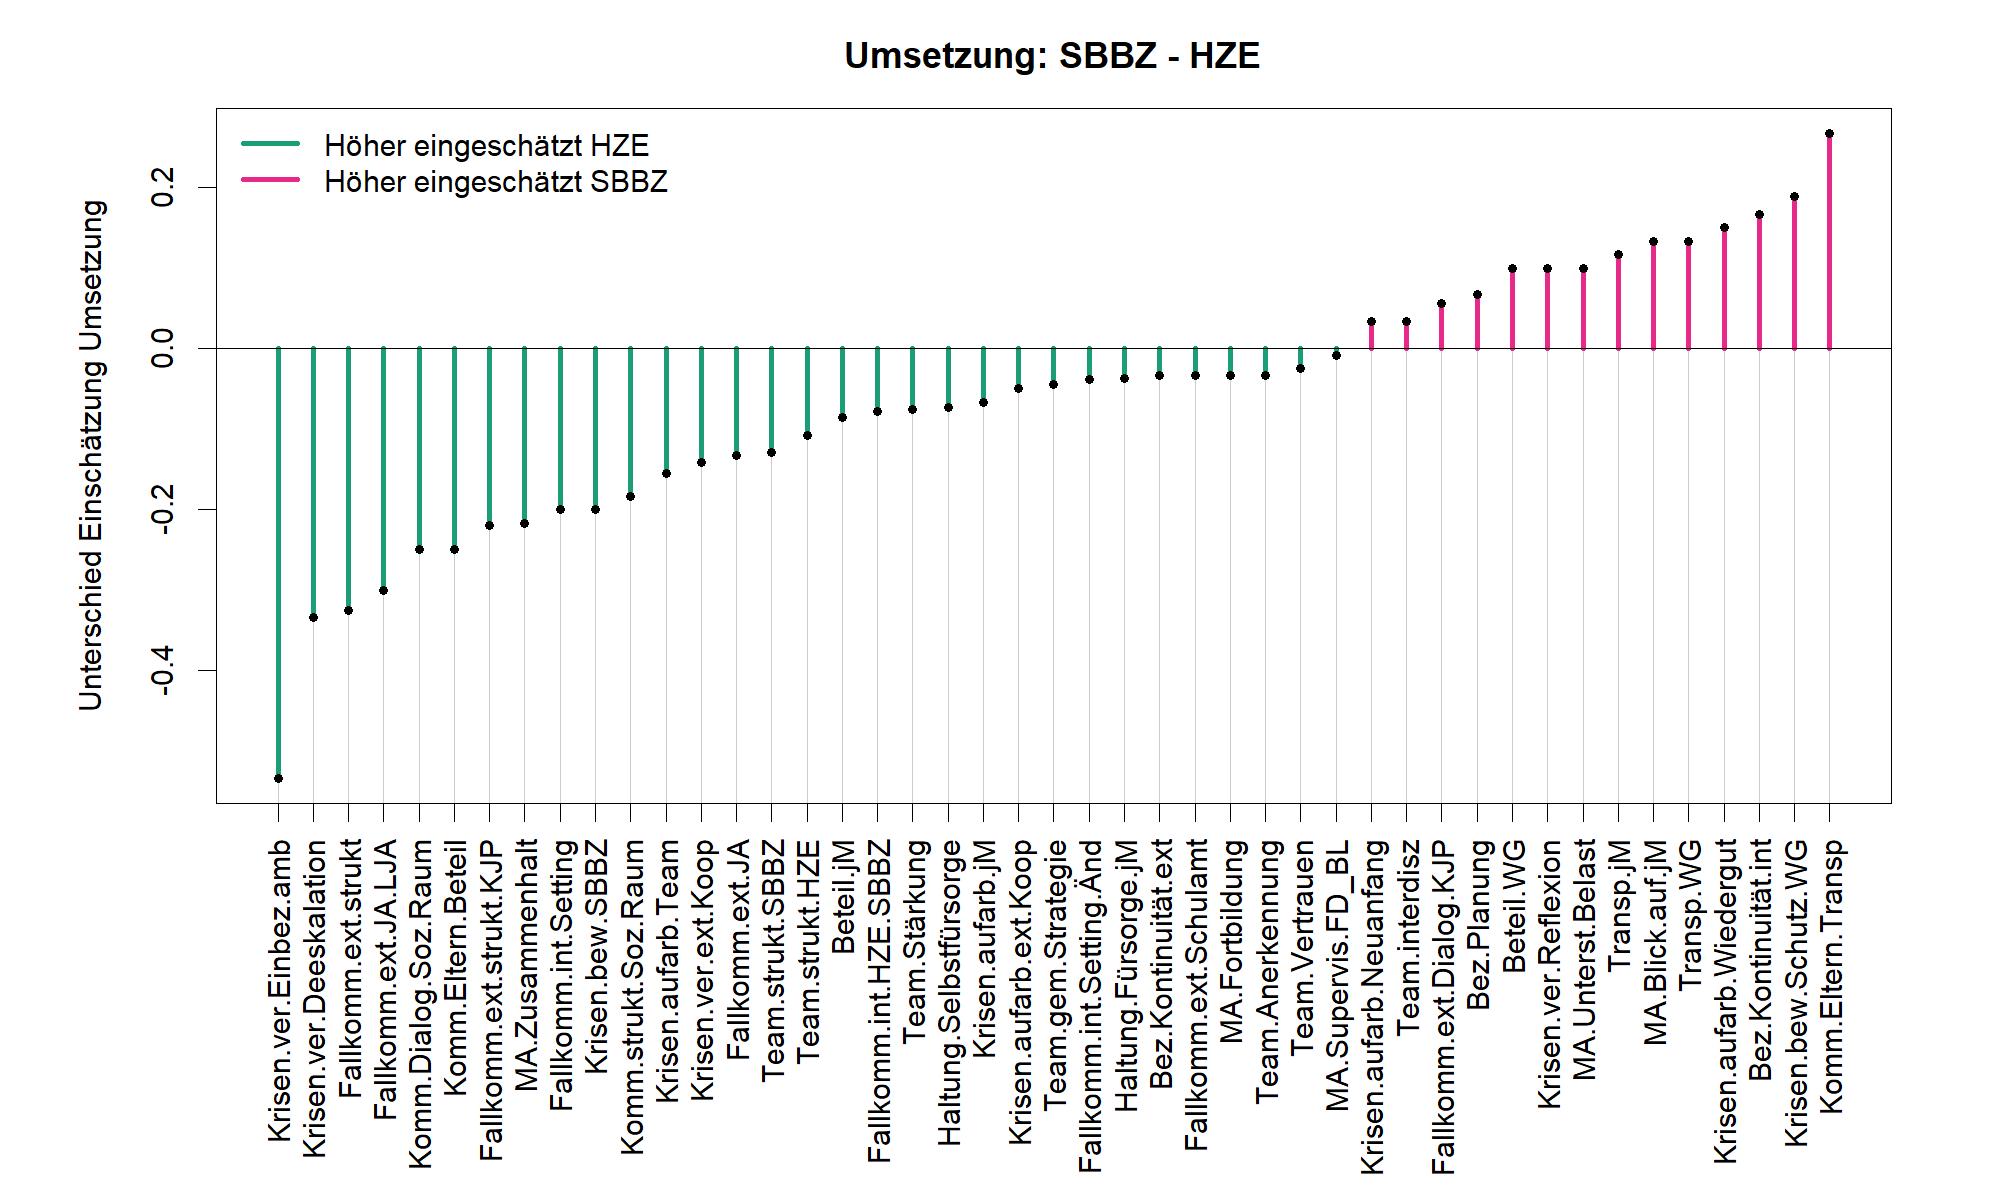 Umsetzung: SBBZ - HZE
Höher eingeschätzt HZE
Höher eingeschätzt SBBZ
Unterschied Einschätzung Umsetzung
0.2
0.0
-0.2
-0.4
Krisen.ver.Einbez.amb
Krisen.ver.Deeskalation
Fallkomm.ext.strukt
Fallkomm.ext.JA.LJA
Komm.Dialog.Soz.Raum
Komm.Eltern.Beteil
Fallkomm.ext.strukt.KJP
MA.Zusammenhalt
Fallkomm.int.Setting
Krisen.bew.SBBZ
Komm.strukt.Soz.Raum
Krisen.aufarb.Team
Krisen.ver.ext.Koop
Fallkomm.ext.JA
Team.strukt.SBBZ
Team.strukt.HZE
Beteil.jM
Fallkomm.int.HZE.SBBZ
Team.Stärkung
Haltung.Selbstfürsorge
Krisen.aufarb.jM
Krisen.aufarb.ext.Koop
Team.gem.Strategie
Fallkomm.int.Setting.Änd
Haltung.Fürsorge.jM
Bez.Kontinuität.ext
Fallkomm.ext.Schulamt
MA.Fortbildung
Team.Anerkennung
Team.Vertrauen
MA.Supervis.FD_BL
Krisen.aufarb.Neuanfang
Team.interdisz
Fallkomm.ext.Dialog.KJP
Bez.Planung
Beteil.WG
Krisen.ver.Reflexion
MA.Unterst.Belast
Transp.jM
MA.Blick.auf.jM
Transp.WG
Krisen.aufarb.Wiedergut
Bez.Kontinuität.int
Krisen.bew.Schutz.WG
Komm.Eltern.Transp